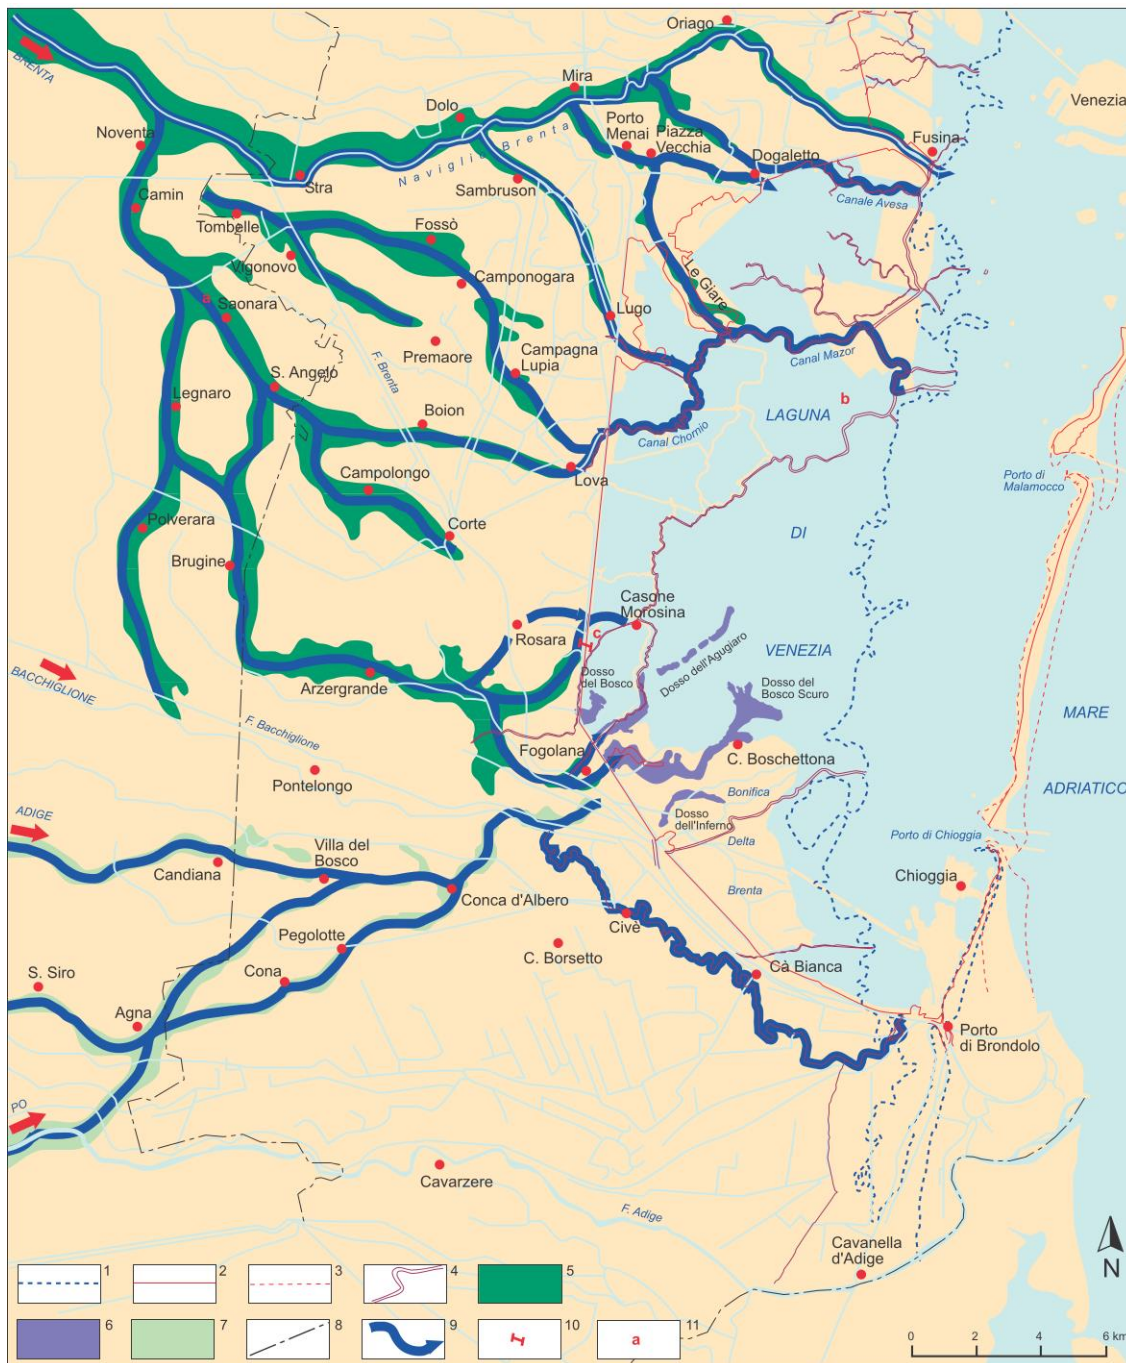 Oriago
BRENTA
Mira
Venezia
Dolo
Noventa
Porto
Menai
Piazza
Vecchia
Fusina
Naviglio Brenta
Stra
Sambruson
Dogaletto
Camin
Canale Avesa
Tombelle
Fossò
Vigonovo
Camponogara
Le Giare
a
Saonara
Lugo
Premaore
F. Brenta
Campagna
Lupia
Canal Mazor
S. Angelo
Legnaro
b
Boion
LAGUNA
Canal Chornio
Campolongo
Lova
Porto di
Malamocco
Polverara
Corte
DI
Brugine
Casone
Morosina
Rosara
c
VENEZIA
Dosso
del Bosco
Dosso dell'Agugiaro
BACCHIGLIONE
Arzergrande
Dosso del
Bosco Scuro
MARE
F. Bacchiglione
Fogolana
C. Boschettona
Pontelongo
Bonifica
ADRIATICO
ADIGE
Dosso
dell'Inferno
Delta
Porto di Chioggia
Villa del
Bosco
Candiana
Chioggia
Conca d'Albero
Brenta
Civè
Pegolotte
C. Borsetto
S. Siro
Cona
Cà Bianca
Agna
Porto
di Brondolo
PO
Cavarzere
F. Adige
Cavanella
d'Adige
N
1
2
3
4
5
6
7
8
9
10
a
11
0 2 4 6 km